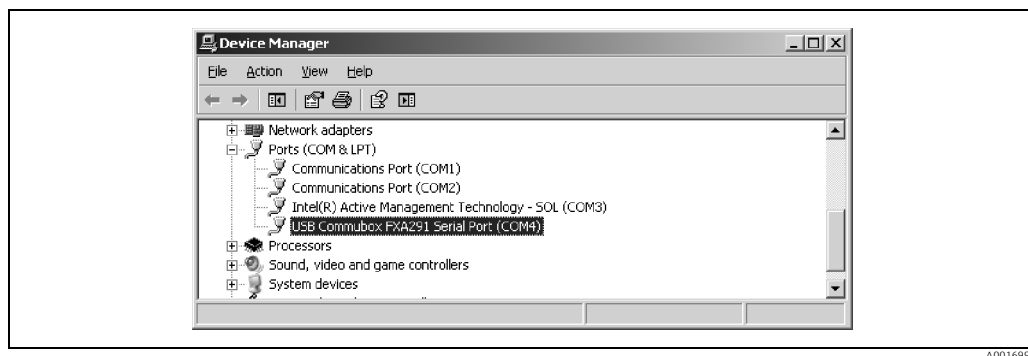 Device Manager
File Action View Help
Network adapters
Ports (COM & LPT)
Communications Port (COM1)
Communications Port (COM2)
Intel(R) Active Management Technology - SOL (COM3)
USB Commubox FXA291 Serial Port (COM4)
Processors
Sound, video and game controllers
System devices